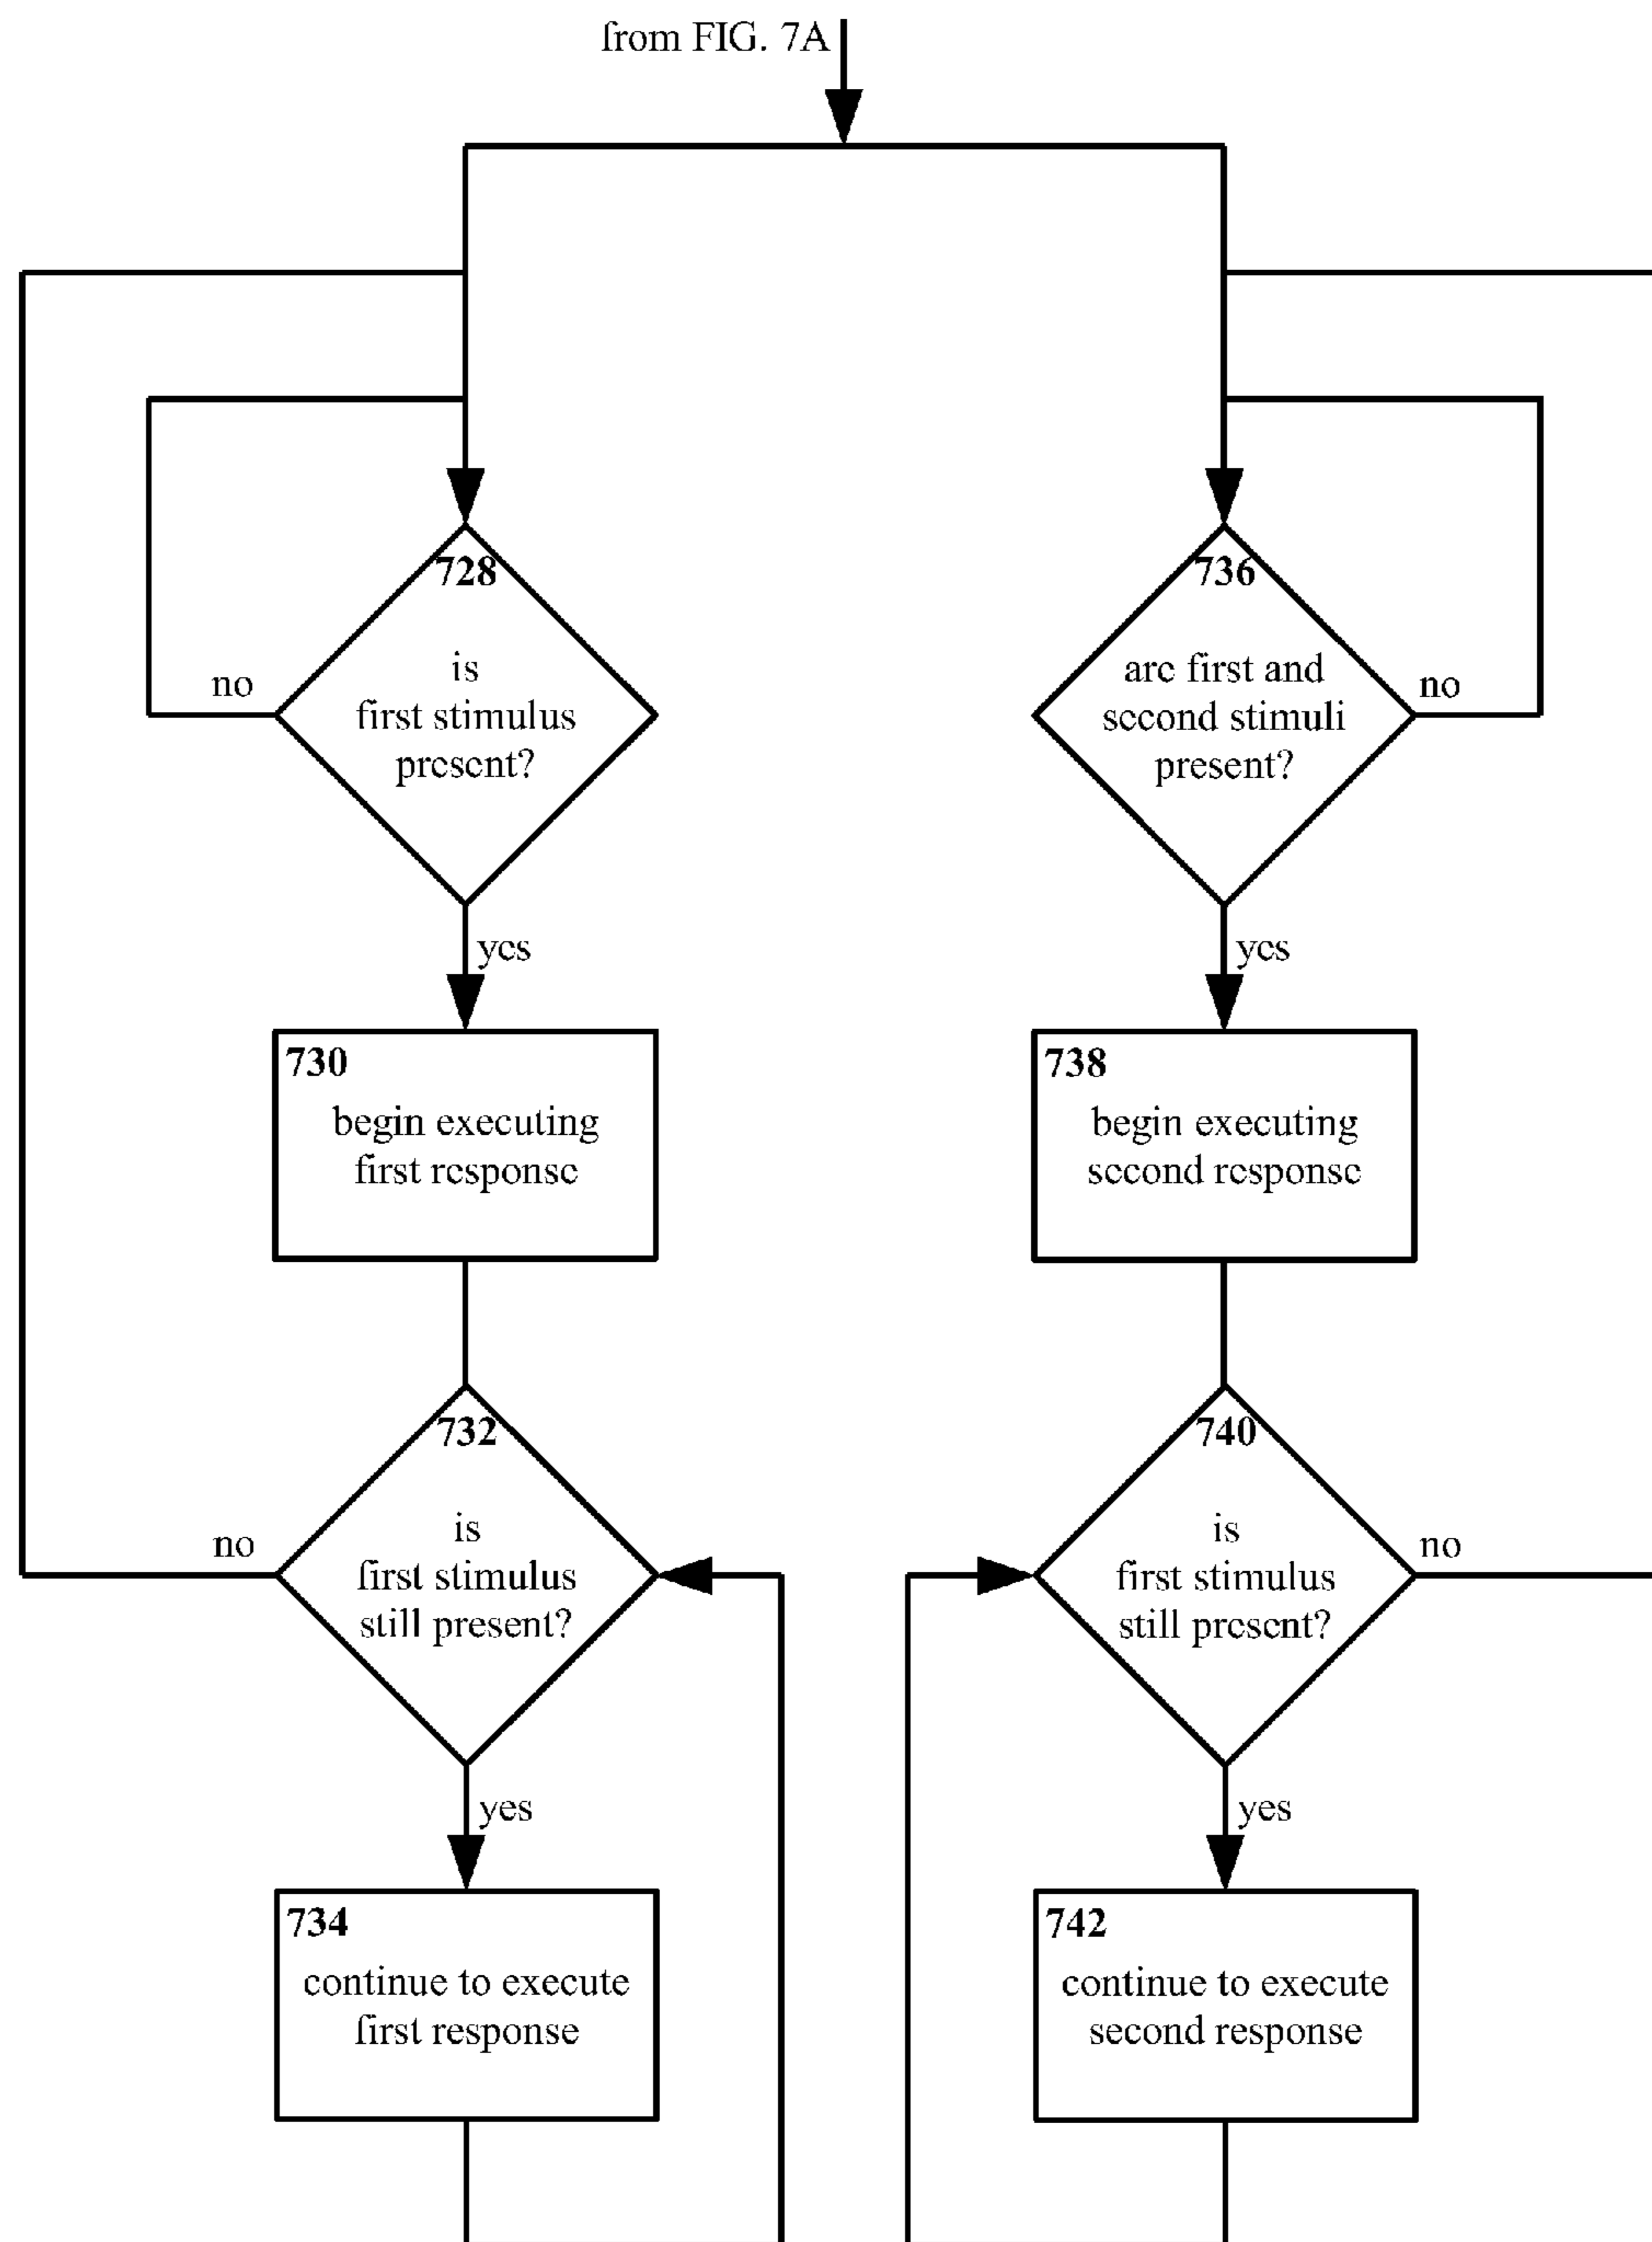 from FIG. 7A
728
is
first stimulus
present?
no
yes
730
begin executing
first response
732
is
first stimulus
still present?
no
yes
734
continue to execute
first response
736
are first and
second stimuli
present?
no
yes
738
begin executing
second response
740
is
first stimulus
still present?
no
yes
742
continue to execute
second response